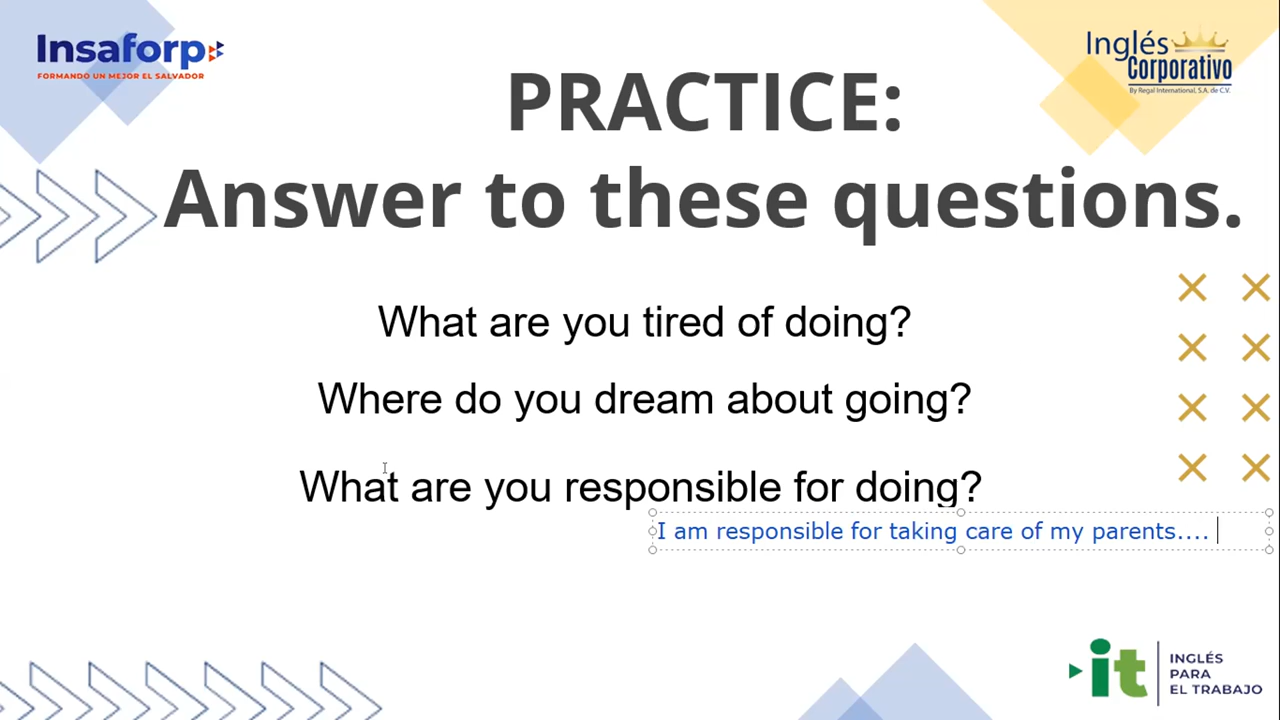 Insaforp
FORMANDO UN MEJOR EL SALVADOR
Inglés
Corporativo
By Regal International, S.A. de C.V.
PRACTICE:
Answer to these questions.
What are you tired of doing?
Where do you dream about going?
What are you responsible for doing?
I am responsible for taking care of my parents....
it
INGLÉS
PARA
EL TRABAJO